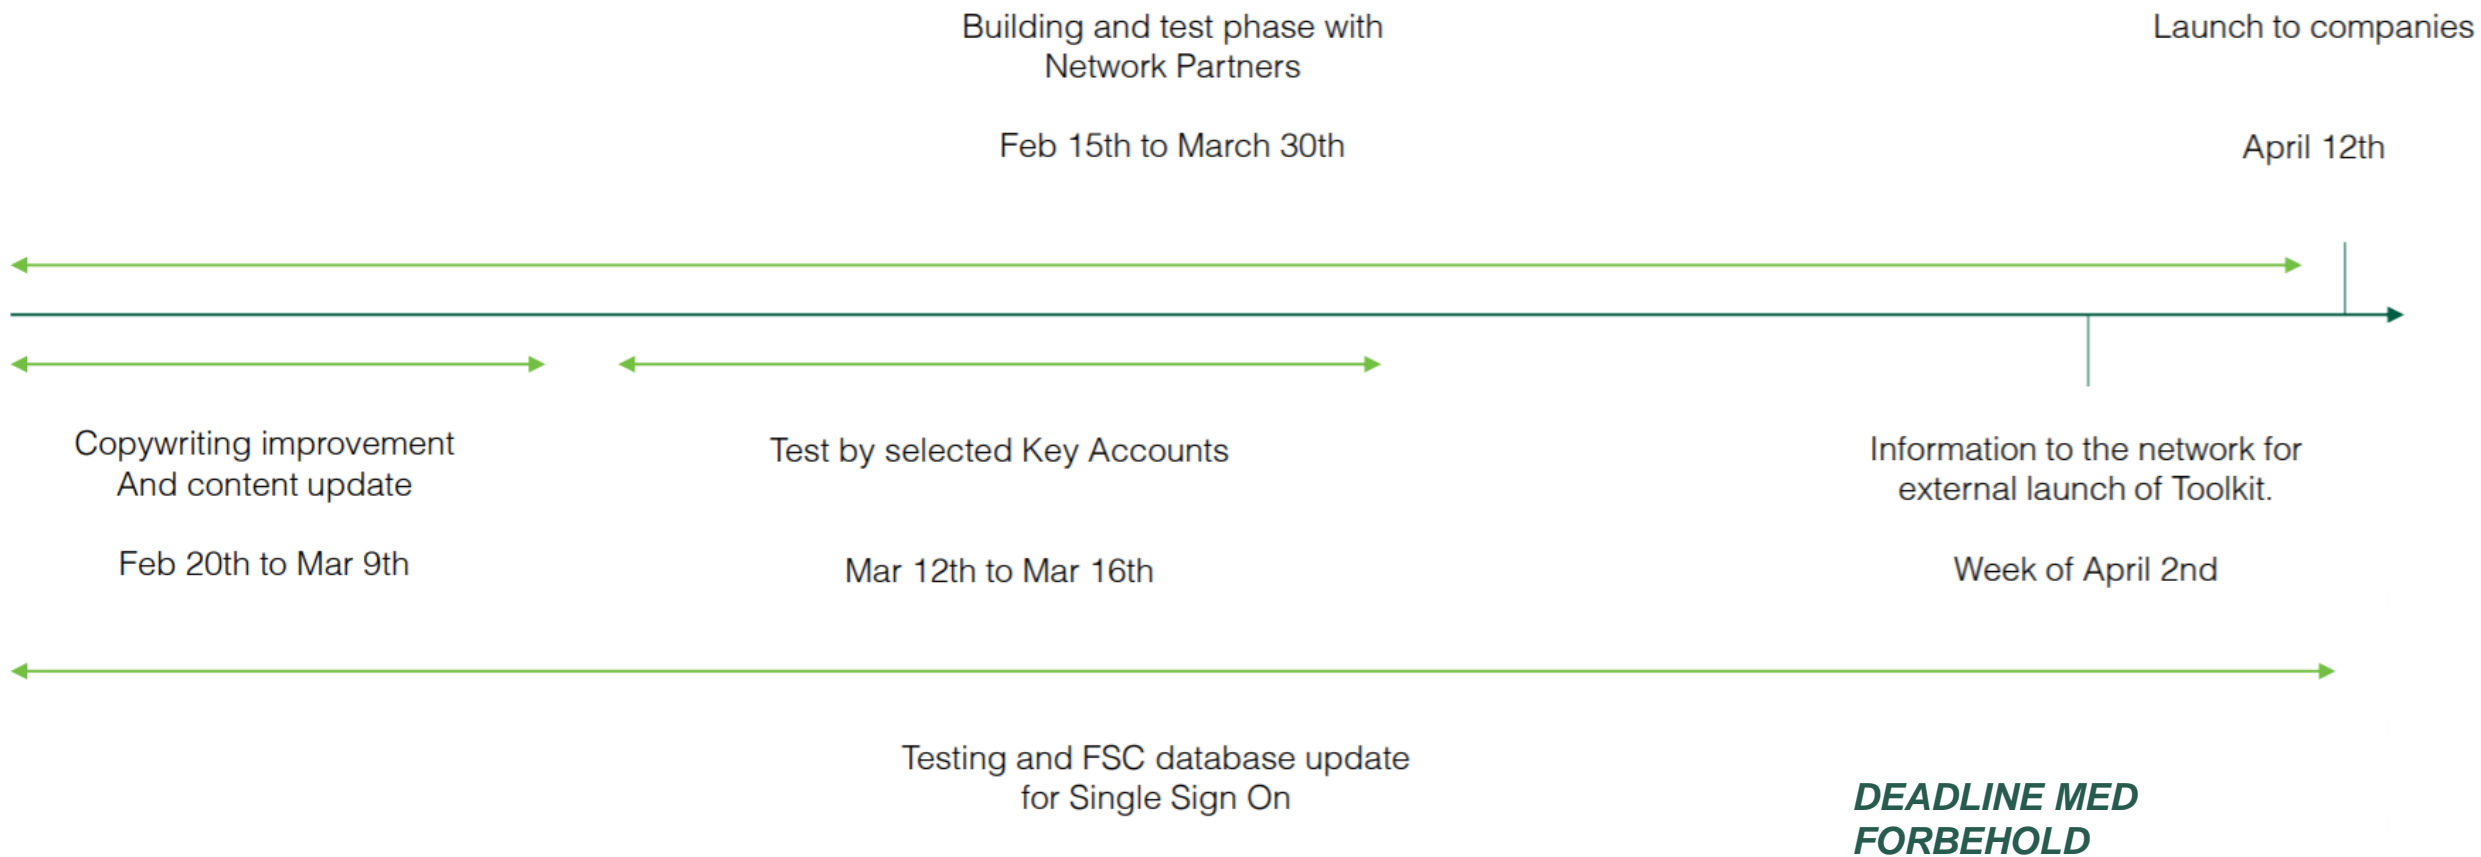 Building and test phase with
Network Partners
Feb 15th to March 30th
Launch to companies
April 12th
Copywriting improvement
And content update
Feb 20th to Mar 9th
Test by selected Key Accounts
Mar 12th to Mar 16th
Information to the network for
external launch of Toolkit.
Week of April 2nd
Testing and FSC database update
for Single Sign On
DEADLINE MED
FORBEHOLD